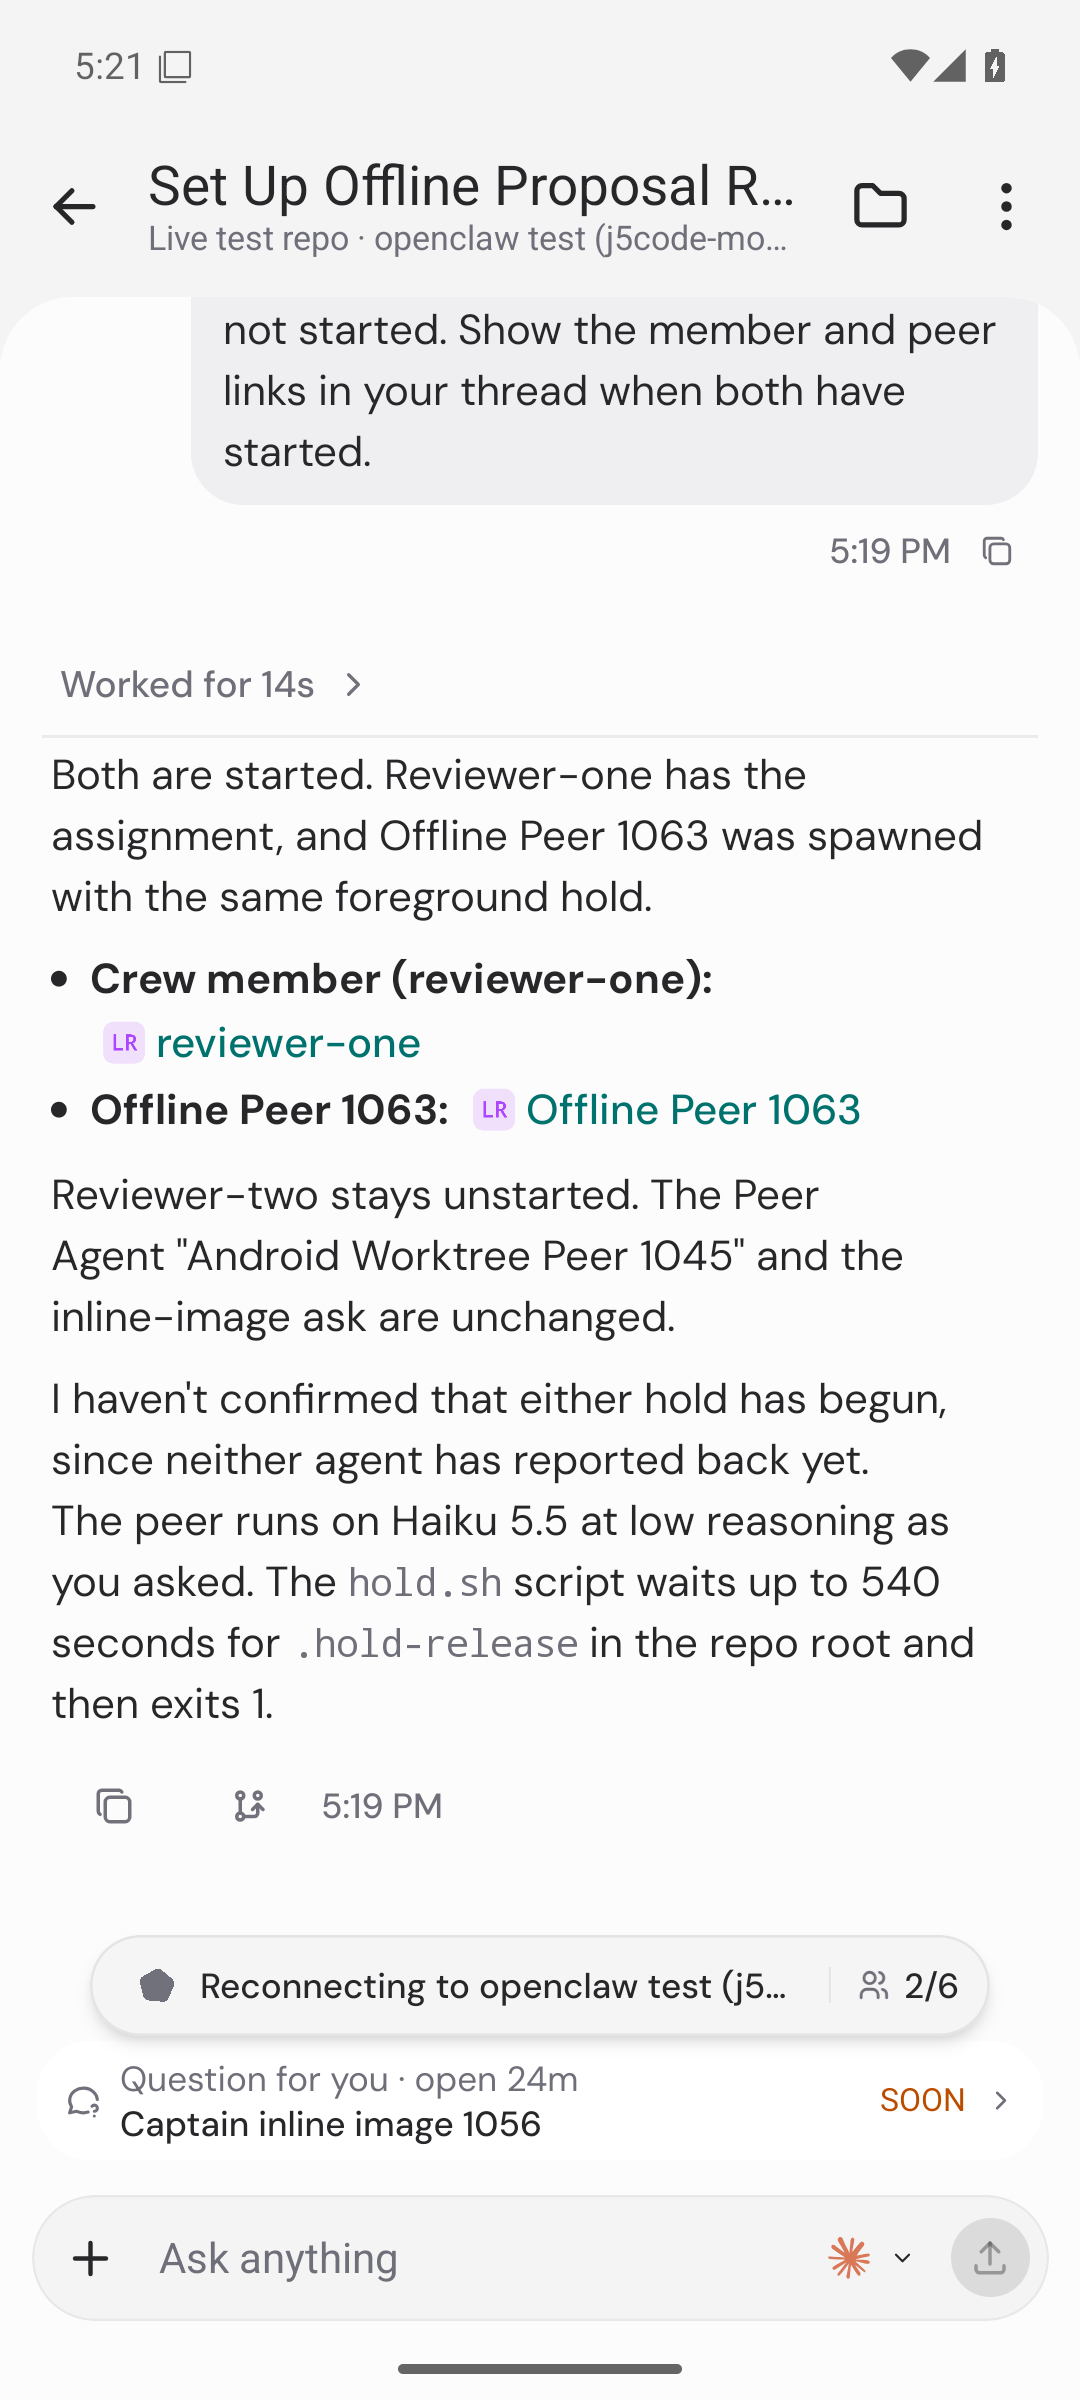 5:21
Set Up Offline Proposal R...
Live test repo · openclaw test (j5code-mo...
not started. Show the member and peer
links in your thread when both have
started.
5:19 PM
Worked for 14s
Both are started. Reviewer-one has the
assignment, and Offline Peer 1063 was spawned
with the same foreground hold.
• Crew member (reviewer-one):
LR reviewer-one
• Offline Peer 1063: LR Offline Peer 1063
Reviewer-two stays unstarted. The Peer
Agent "Android Worktree Peer 1045" and the
inline-image ask are unchanged.
I haven't confirmed that either hold has begun,
since neither agent has reported back yet.
The peer runs on Haiku 5.5 at low reasoning as
you asked. The hold.sh script waits up to 540
seconds for .hold-release in the repo root and
then exits 1.
5:19 PM
Reconnecting to openclaw test (j5... 2/6
Question for you · open 24m
Captain inline image 1056
SOON
Ask anything